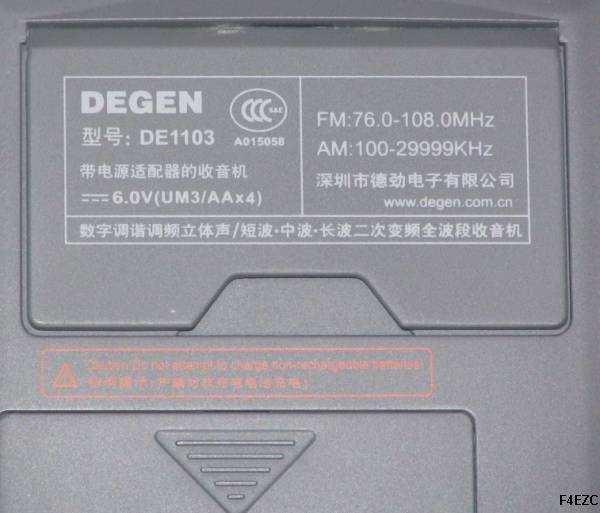 DEGEN
型号: DE1103
CCC S&E
A015058
带电源适配器的收音机
6.0V(UM3/AAx4)
FM:76.0-108.0MHz
AM:100-29999KHz
深圳市德劲电子有限公司
www.degen.com.cn
数字调谐调频立体声/短波·中波·长波二次变频全波段收音机
Caution: Do not attempt to charge non-rechargeable batteries!
F4EZC